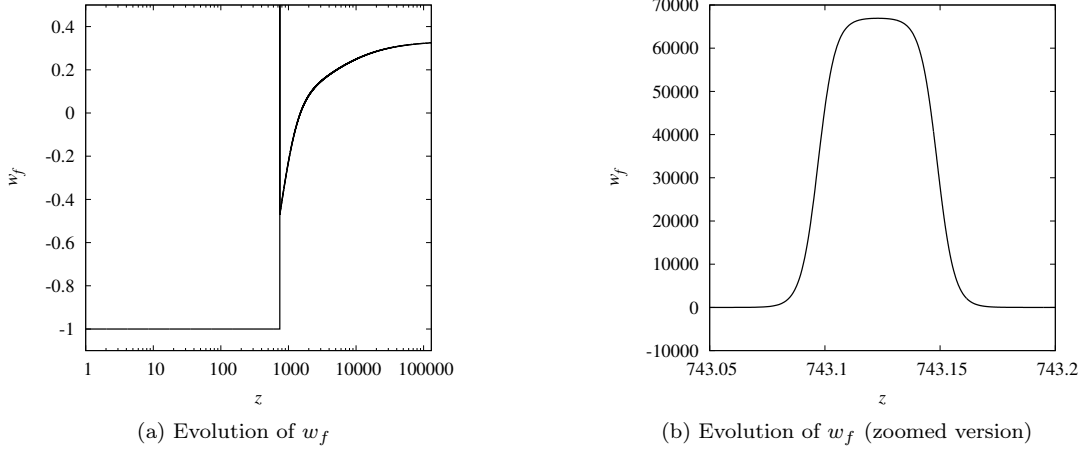 0.4
0.2
0
-0.2
-0.4
-0.6
-0.8
-1
w_f
1 10 100 1000 10000 100000
z
(a) Evolution of w_f
70000
60000
50000
40000
30000
20000
10000
0
-10000
w_f
743.05 743.1 743.15 743.2
z
(b) Evolution of w_f (zoomed version)